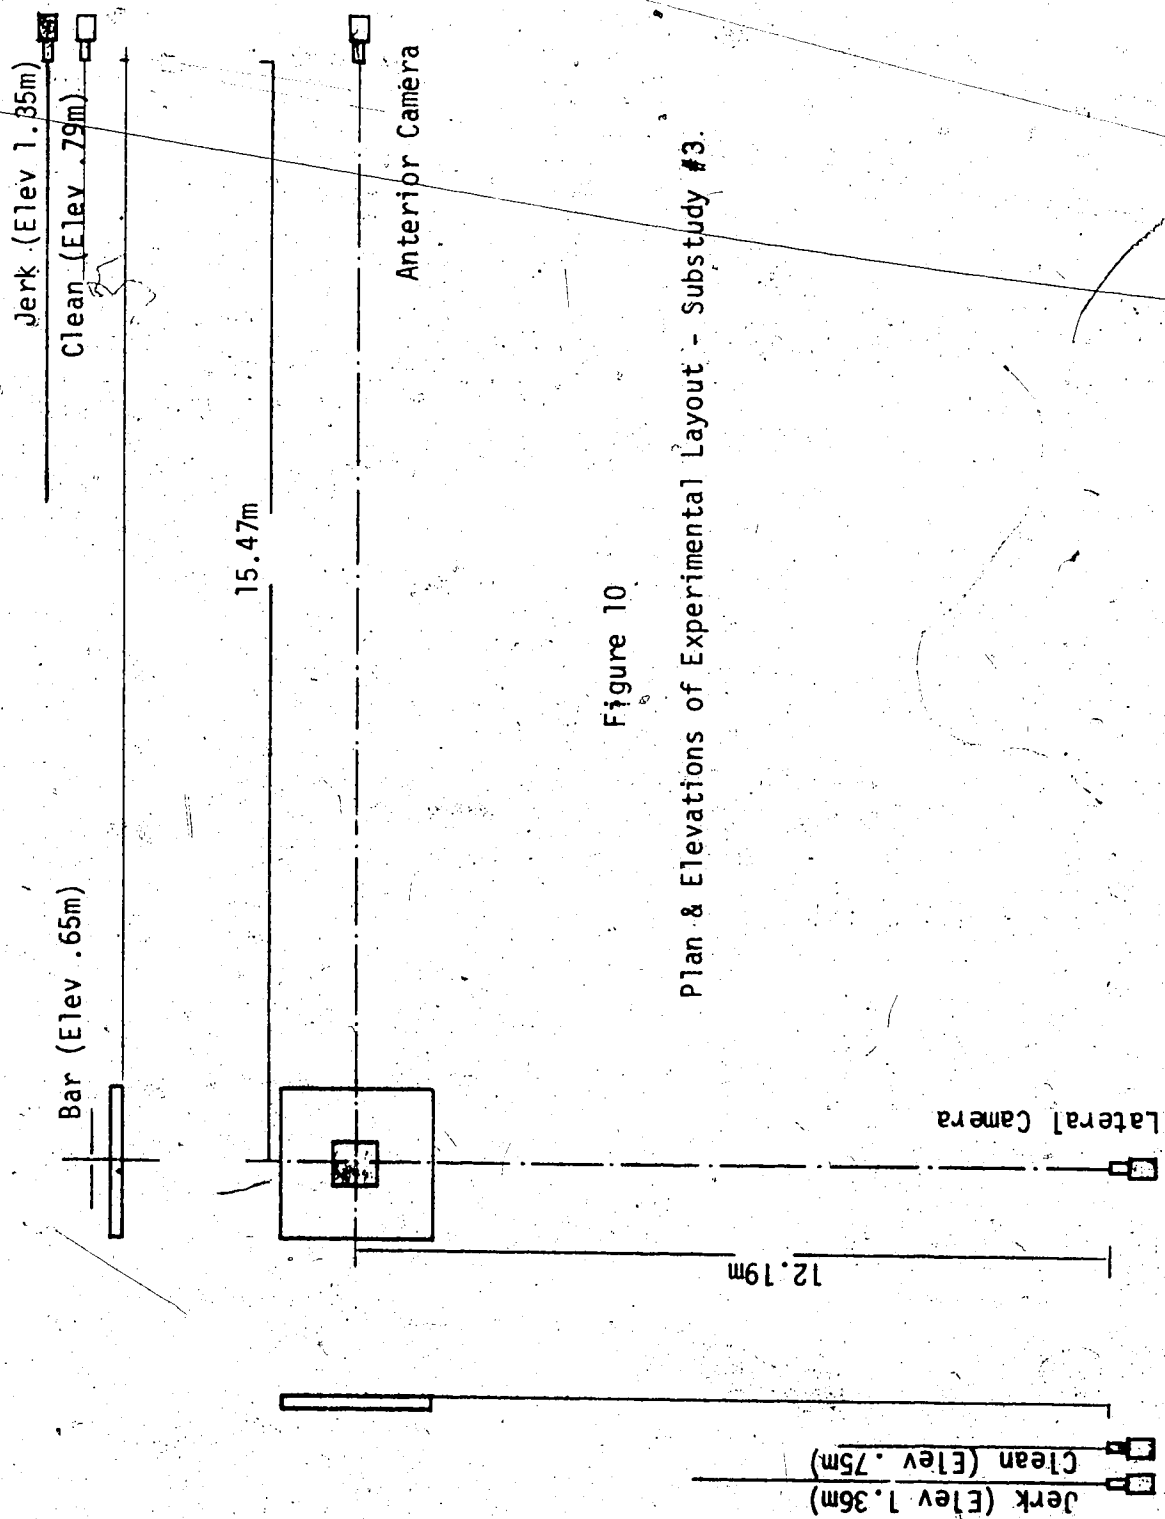 Jerk (Elev 1.35m)
Clean (Elev .79m)
Bar (Elev .65m)
15.47m
Anterior Camera
Lateral Camera
12.19m
Clean (Elev .75m)
Jerk (Elev 1.36m)
Figure 10
Plan & Elevations of Experimental Layout - Substudy #3.